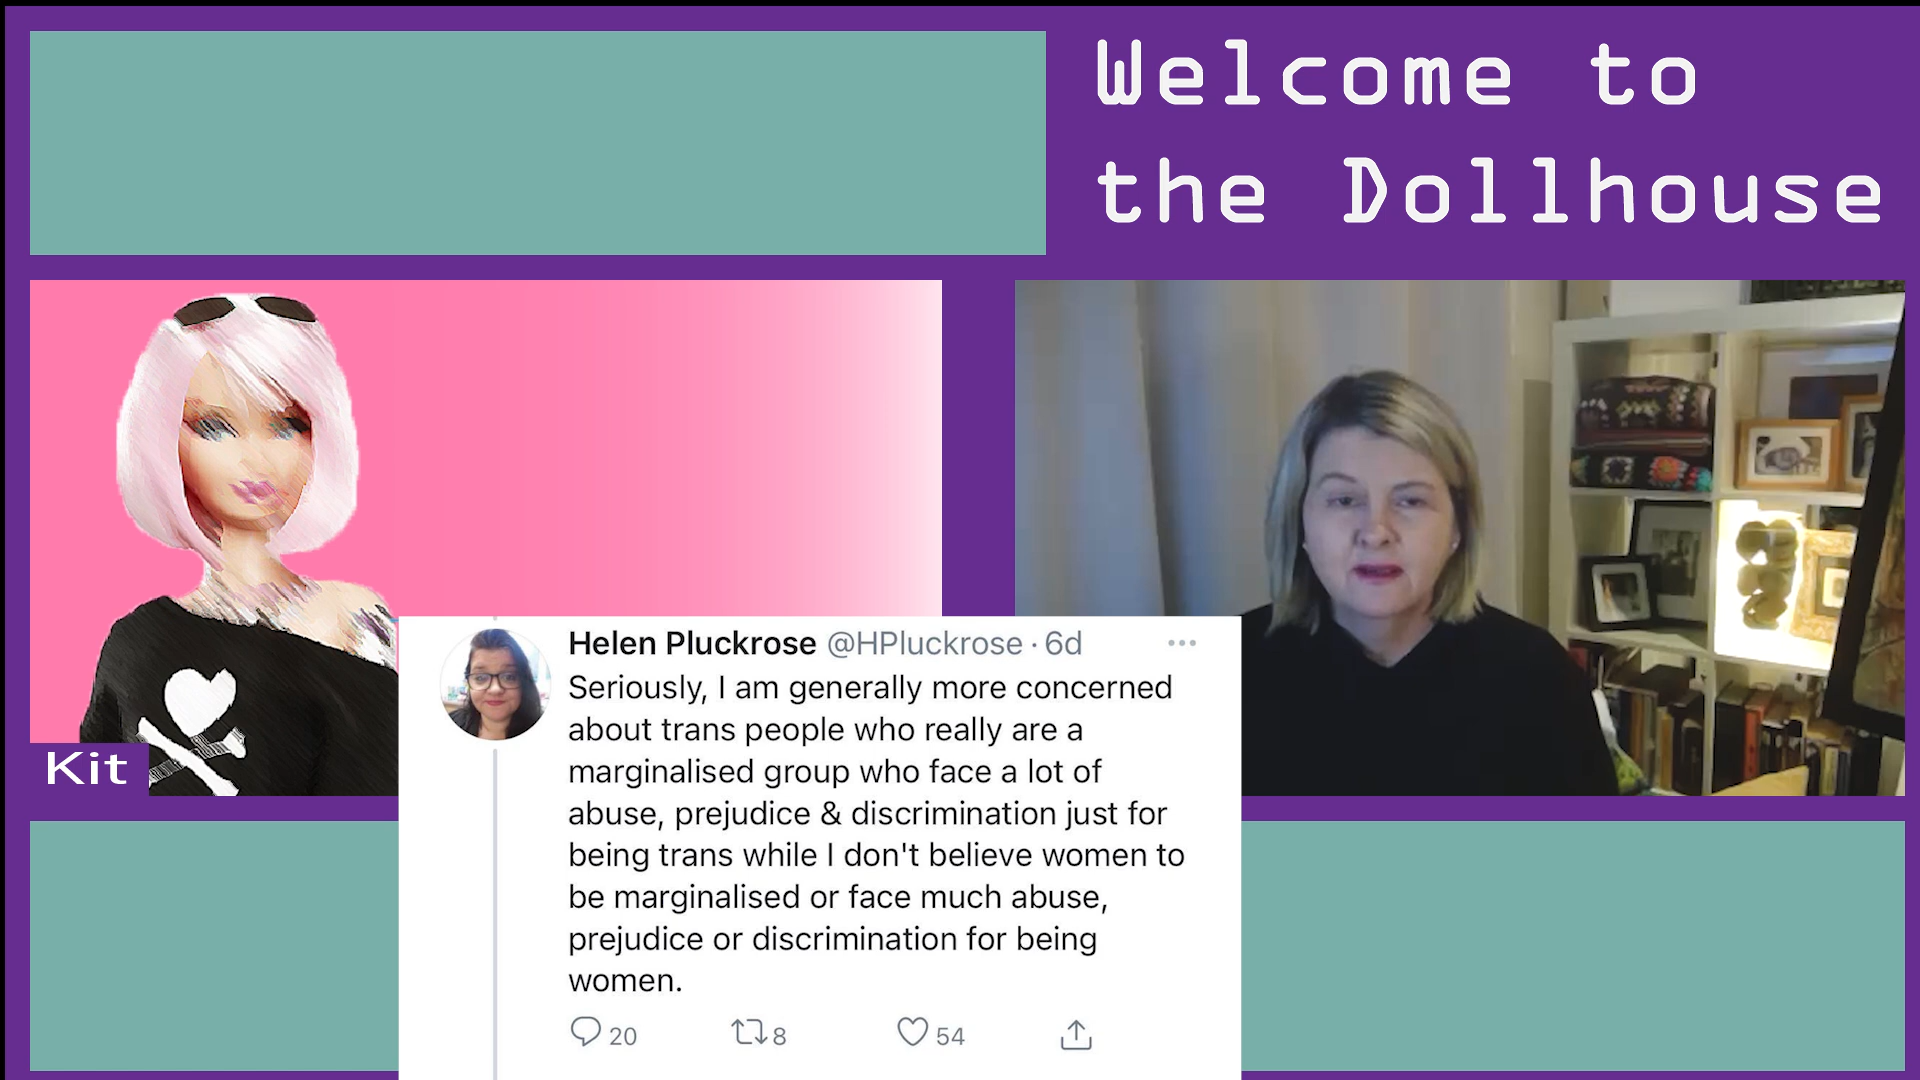 Welcome to
the Dollhouse
Kit
Helen Pluckrose @HPluckrose · 6d
Seriously, I am generally more concerned
about trans people who really are a
marginalised group who face a lot of
abuse, prejudice & discrimination just for
being trans while I don't believe women to
be marginalised or face much abuse,
prejudice or discrimination for being
women.
20 8 54